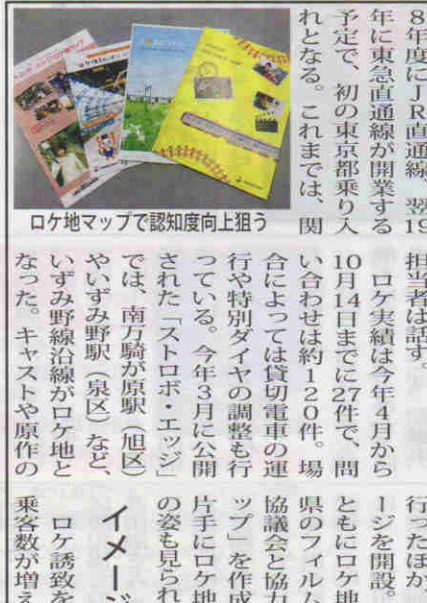 ８年度にＪＲ直通線、翌19
年に東急直通線が開業する
予定で、初の東京都乗り入
れとなる。これまでは、関
ロケ地マップで認知度向上狙う
担当者は話す。
ロケ実績は今年４月から
10月14日までに27件で、問
い合わせは約１２０件。場
合によっては貸切電車の運
行や特別ダイヤの調整も行
っている。今年３月に公開
された「ストロボ・エッジ」
では、南万騎が原駅（旭区）
やいずみ野駅（泉区）など、
いずみ野線沿線がロケ地と
なった。キャストや原作の
行ったほか、
ージを開設。
ともにロケ地
県のフィルム
協議会と協力
ップ」を作成
片手にロケ地
の姿も見られ
イメージ
ロケ誘致を
乗客数が増え